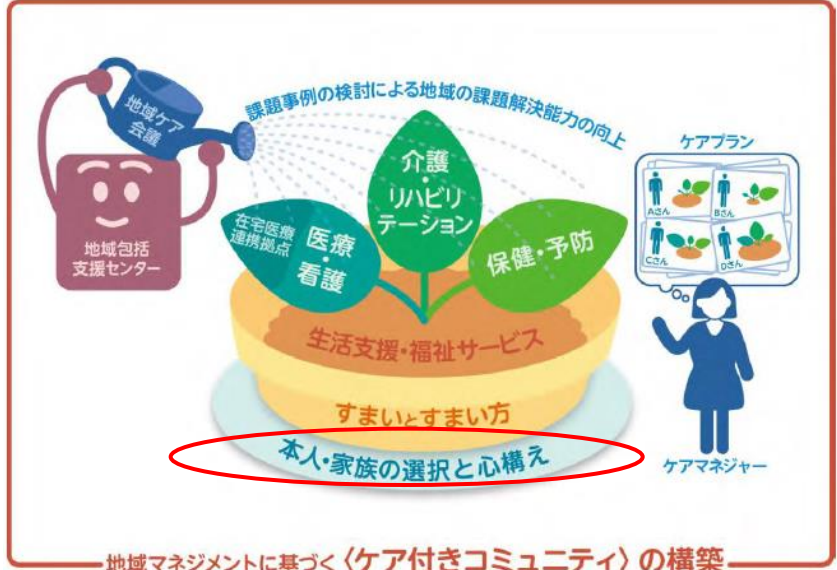 地域ケア
会議
課題事例の検討による地域の課題解決能力の向上
地域包括
支援センター
介護
・
リハビリ
テーション
在宅医療
連携拠点
医療
・
看護
保健・予防
生活支援・福祉サービス
すまいとすまい方
本人・家族の選択と心構え
ケアプラン
Aさん
Bさん
Cさん
Dさん
ケアマネジャー
地域マネジメントに基づく〈ケア付きコミュニティ〉の構築